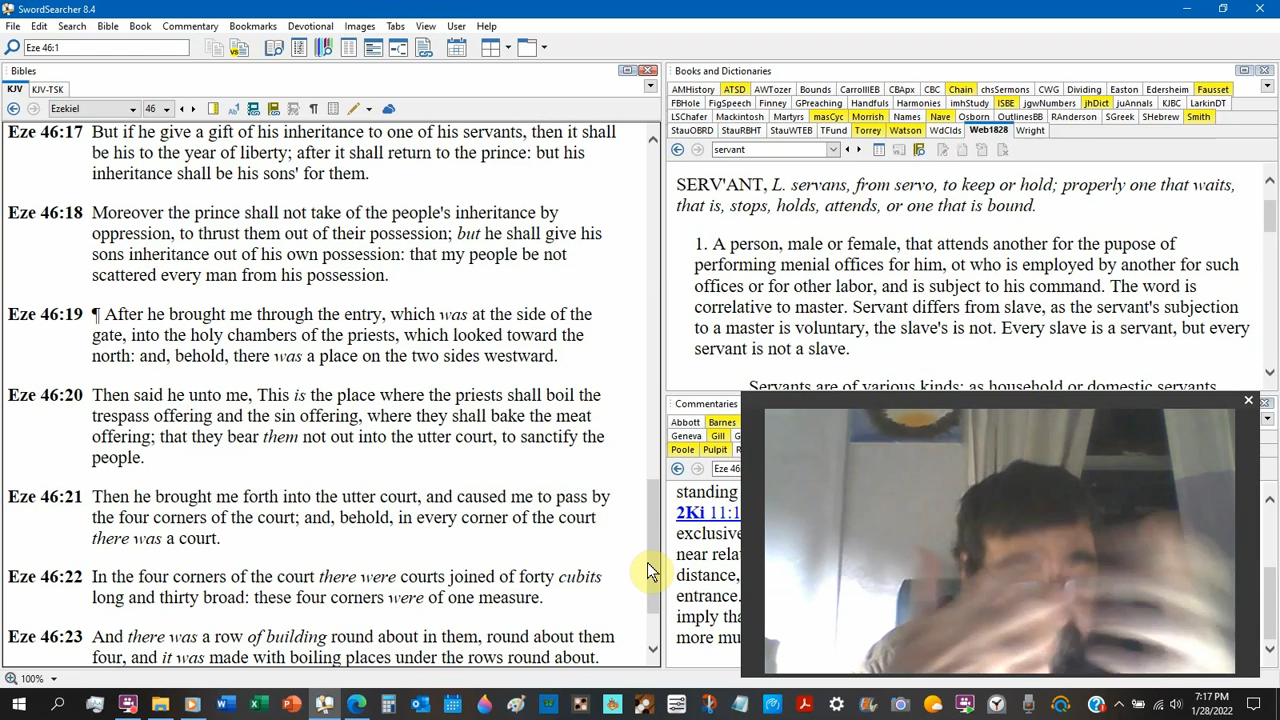 SwordSearcher 8.4
File Edit Search Bible Book Commentary Bookmarks Devotional Images Tabs View User Help
Eze 46:1
Bibles
KJV KJV-TSK
Ezekiel 46
Eze 46:17 But if he give a gift of his inheritance to one of his servants, then it shall
be his to the year of liberty; after it shall return to the prince: but his
inheritance shall be his sons' for them.
Eze 46:18 Moreover the prince shall not take of the people's inheritance by
oppression, to thrust them out of their possession; but he shall give his
sons inheritance out of his own possession: that my people be not
scattered every man from his possession.
Eze 46:19 ¶ After he brought me through the entry, which was at the side of the
gate, into the holy chambers of the priests, which looked toward the
north: and, behold, there was a place on the two sides westward.
Eze 46:20 Then said he unto me, This is the place where the priests shall boil the
trespass offering and the sin offering, where they shall bake the meat
offering; that they bear them not out into the utter court, to sanctify the
people.
Eze 46:21 Then he brought me forth into the utter court, and caused me to pass by
the four corners of the court; and, behold, in every corner of the court
there was a court.
Eze 46:22 In the four corners of the court there were courts joined of forty cubits
long and thirty broad: these four corners were of one measure.
Eze 46:23 And there was a row of building round about in them, round about them
four, and it was made with boiling places under the rows round about.
100%
Books and Dictionaries
AMHistory ATSD AWTozer Bounds CarrollIEB CBApx CBC Chain chsSermons CWG Dividing Easton Edersheim Fausset
FBHole FigSpeech Finney GPreaching Handfuls Harmonies imhStudy ISBE jgwNumbers jhDict juAnnals KJBC LarkinDT
LSChafer Mackintosh Martyrs masCyc Morrish Names Nave Osborn OutlinesBB RAnderson SGreek SHebrew Smith
StauOBRD StauRBHT StauWTEB TFund Torrey Watson WdClds Web1828 Wright
servant
SERV'ANT, L. servans, from servo, to keep or hold; properly one that waits,
that is, stops, holds, attends, or one that is bound.
1. A person, male or female, that attends another for the pupose of
performing menial offices for him, ot who is employed by another for such
offices or for other labor, and is subject to his command. The word is
correlative to master. Servant differs from slave, as the servant's subjection
to a master is voluntary, the slave's is not. Every slave is a servant, but every
servant is not a slave.
Servants are of various kinds; as household or domestic servants
Commentaries
Abbott Barnes
Geneva Gill
Poole Pulpit
Eze 46
standing
2Ki 11:1
exclusive
near rela
distance,
entrance.
imply tha
more mu
7:17 PM
1/28/2022